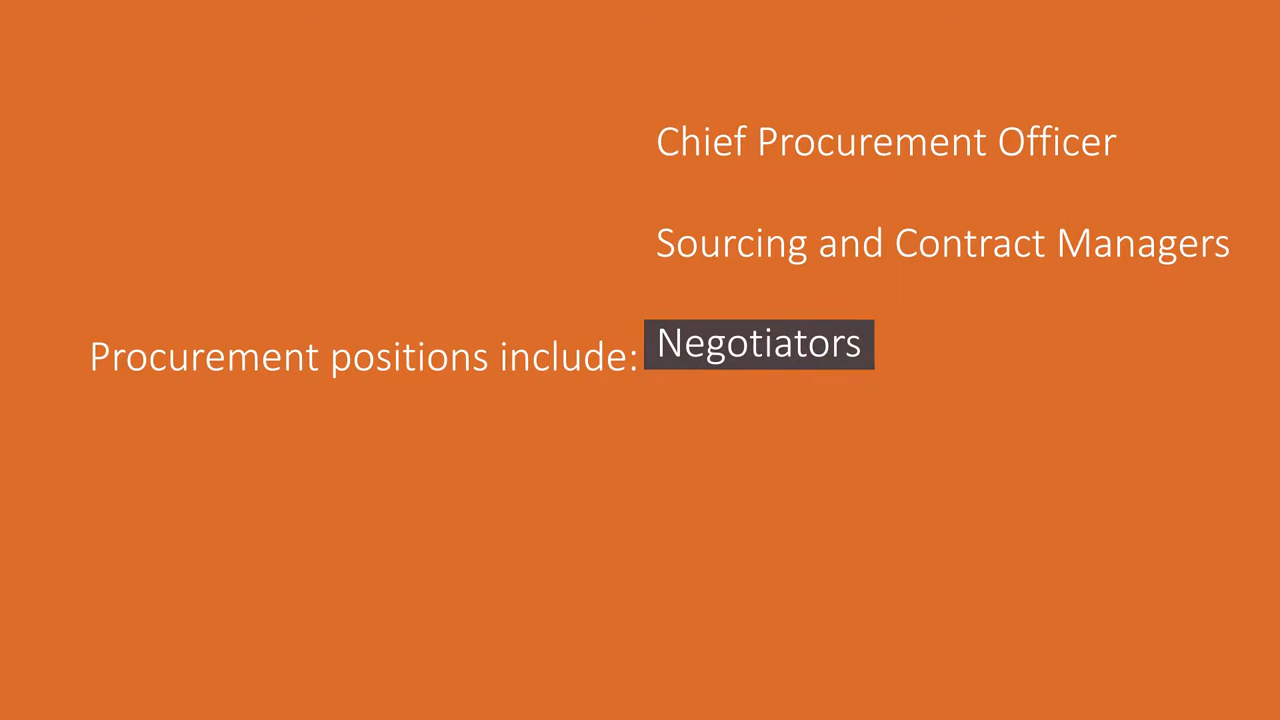 Procurement positions include:
Chief Procurement Officer
Sourcing and Contract Managers
Negotiators